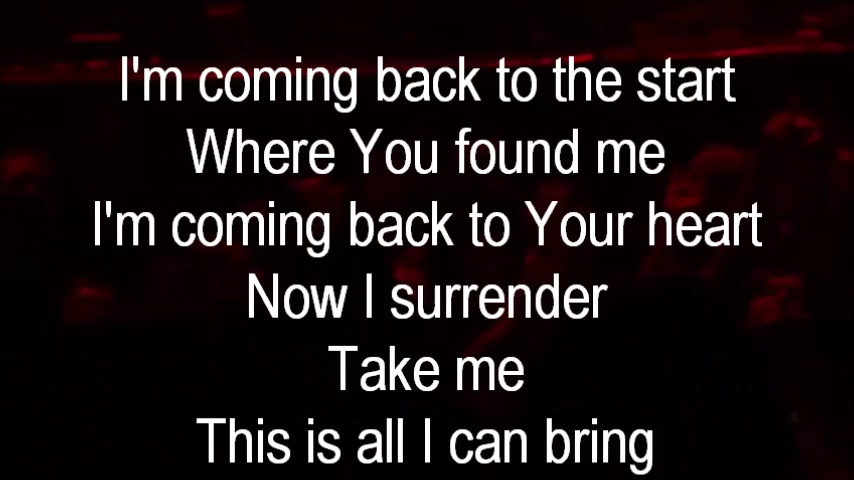 I'm coming back to the start
Where You found me
I'm coming back to Your heart
Now I surrender
Take me
This is all I can bring